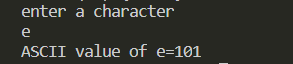 enter a character
e
ASCII value of e=101